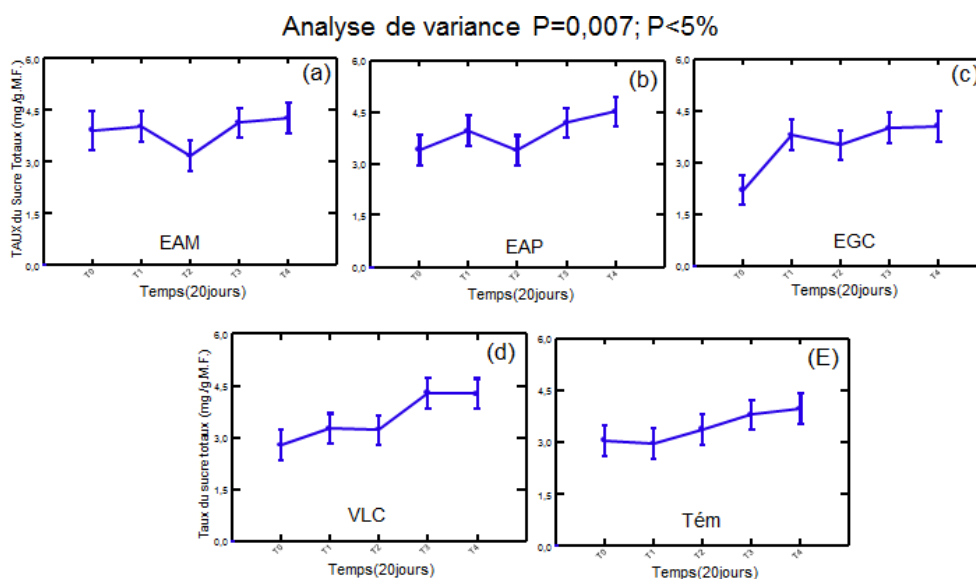 Analyse de variance P=0,007; P<5%
TAUX du Sucre Totaux (mg/g.M.F.)
6,0
4,5
3,0
1,5
0,0
(a)
EAM
T0 T1 T2 T3 T4
Temps(20jours)
6,0
4,5
3,0
1,5
0,0
(b)
EAP
T0 T1 T2 T3 T4
Temps(20jours)
6,0
4,5
3,0
1,5
0,0
(c)
EGC
T0 T1 T2 T3 T4
Temps(20jours)
Taux du sucre totaux (mg/g.M.F.)
6,0
4,5
3,0
1,5
0,0
(d)
VLC
T0 T1 T2 T3 T4
Temps(20jours)
6,0
4,5
3,0
1,5
0,0
(E)
Tém
T0 T1 T2 T3 T4
Temps(20jours)